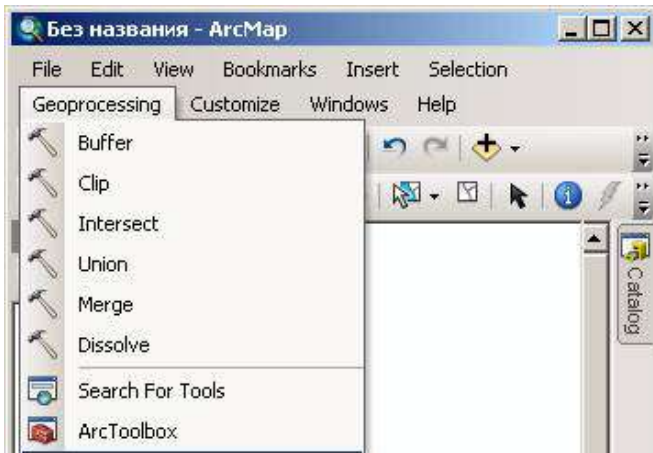 Без названия - ArcMap
File Edit View Bookmarks Insert Selection
Geoprocessing Customize Windows Help
Buffer
Clip
Intersect
Union
Merge
Dissolve
Search For Tools
ArcToolbox
Catalog